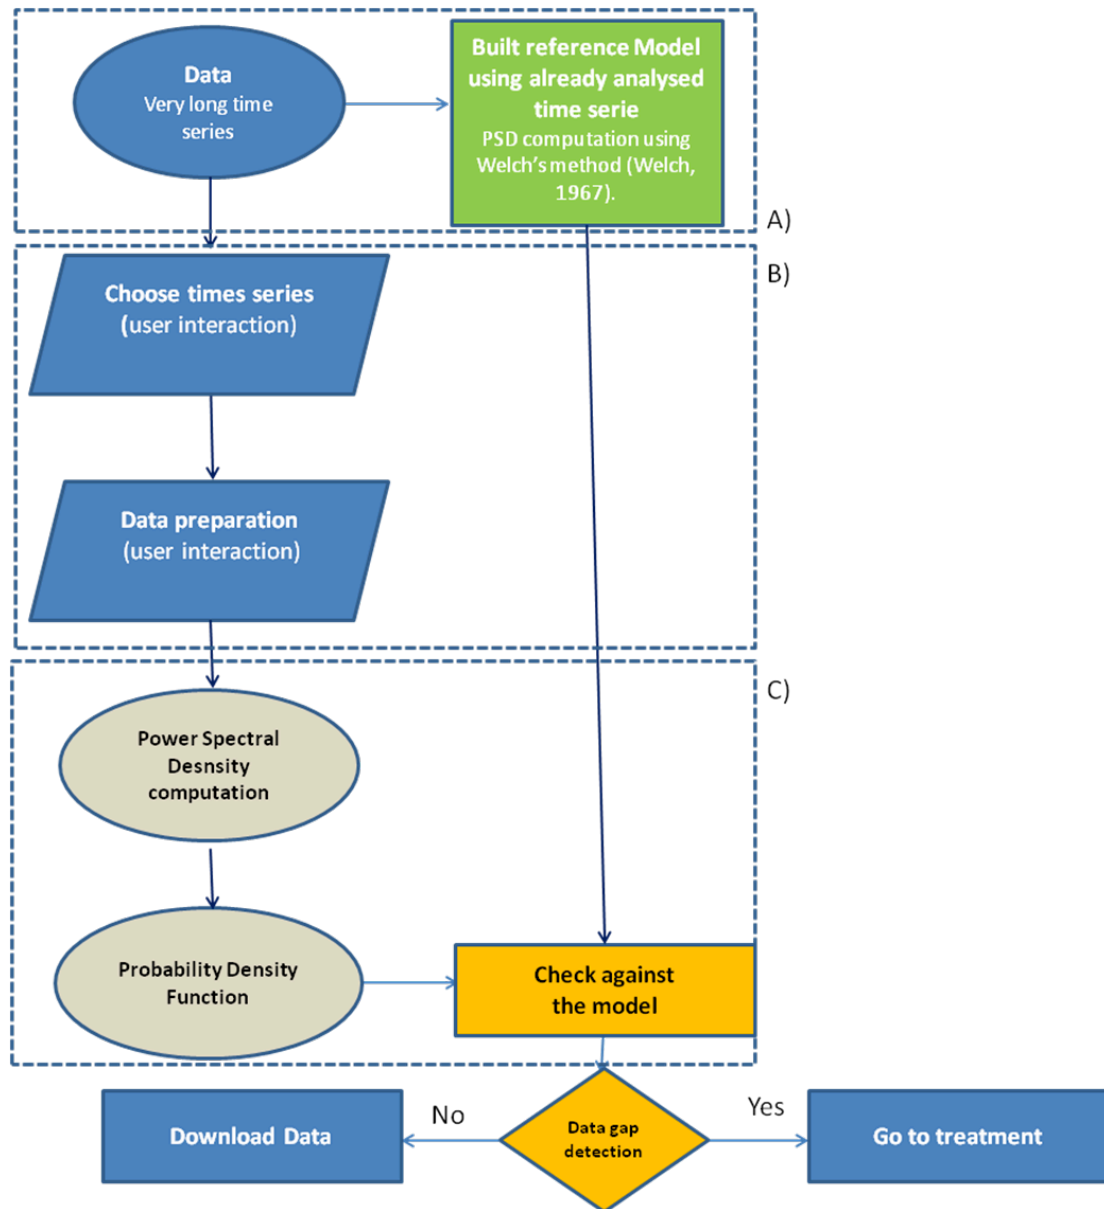 Data
Very long time
series
Built reference Model
using already analysed
time serie
PSD computation using
Welch's method (Welch,
1967).
A)
B)
Choose times series
(user interaction)
Data preparation
(user interaction)
C)
Power Spectral
Desnsity
computation
Probability Density
Function
Check against
the model
Download Data
No
Data gap
detection
Yes
Go to treatment